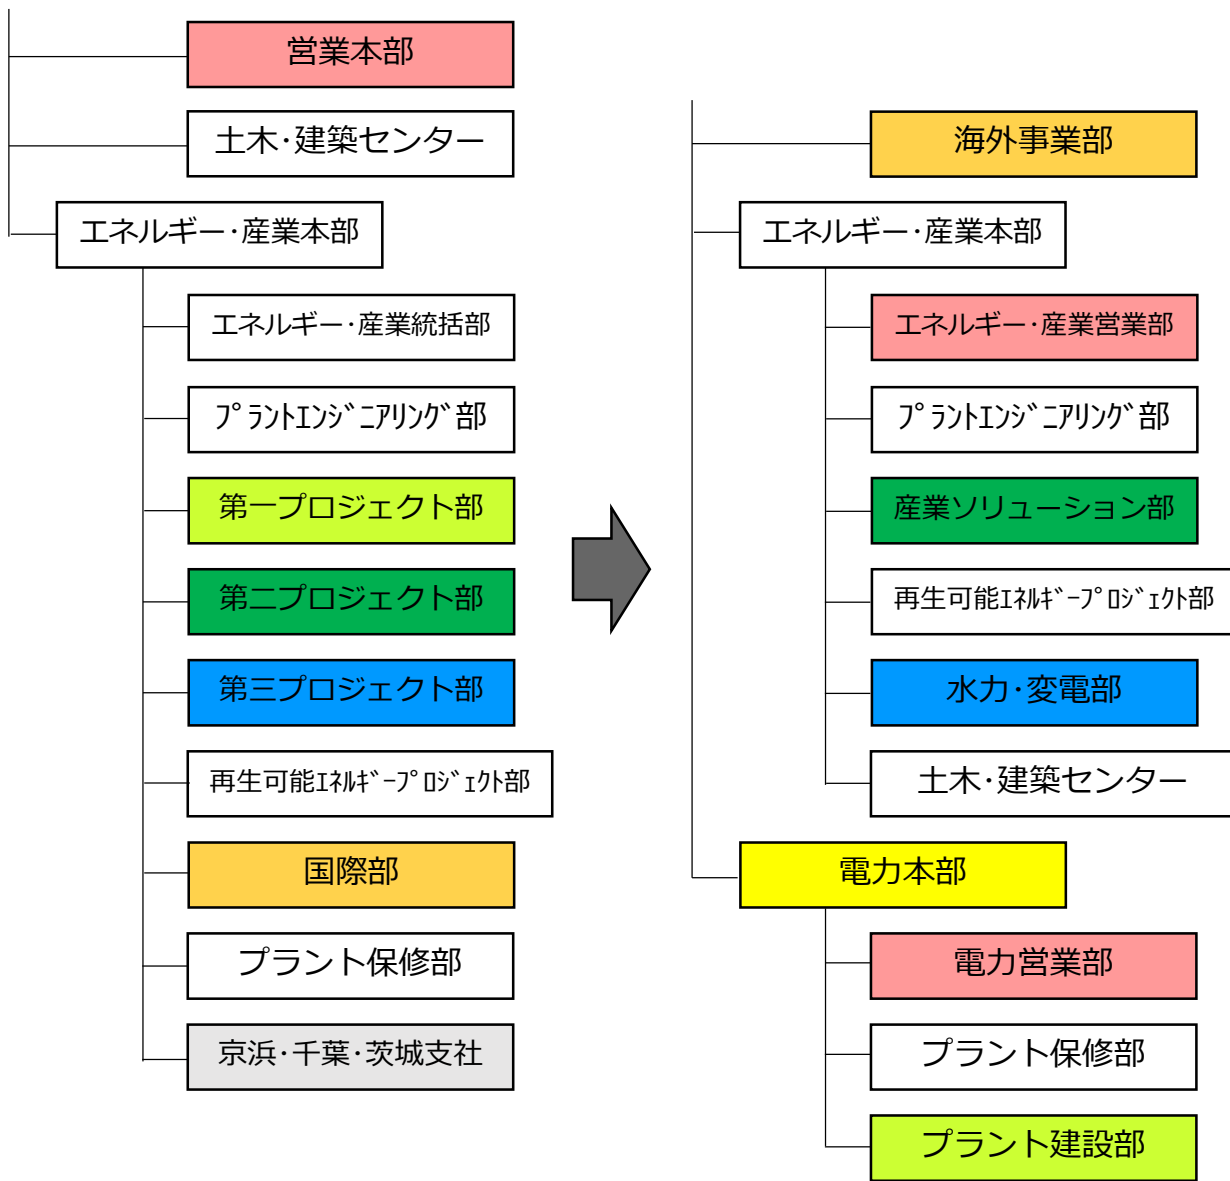 営業本部
土木･建築センター
エネルギー･産業本部
エネルギー･産業統括部
ﾌﾟﾗﾝﾄｴﾝｼﾞﾆｱﾘﾝｸﾞ部
第一プロジェクト部
第二プロジェクト部
第三プロジェクト部
再生可能ｴﾈﾙｷﾞｰﾌﾟﾛｼﾞｪｸﾄ部
国際部
プラント保修部
京浜･千葉･茨城支社
海外事業部
エネルギー･産業本部
エネルギー･産業営業部
ﾌﾟﾗﾝﾄｴﾝｼﾞﾆｱﾘﾝｸﾞ部
産業ソリューション部
再生可能ｴﾈﾙｷﾞｰﾌﾟﾛｼﾞｪｸﾄ部
水力･変電部
土木･建築センター
電力本部
電力営業部
プラント保修部
プラント建設部